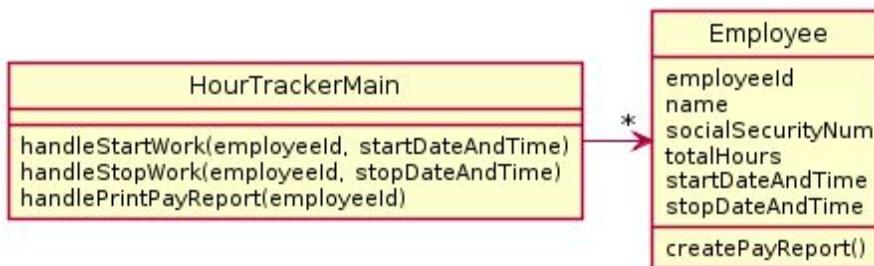 HourTrackerMain
handleStartWork(employeeId, startDateAndTime)
handleStopWork(employeeId, stopDateAndTime)
handlePrintPayReport(employeeId)
*
Employee
employeeId
name
socialSecurityNum
totalHours
startDateAndTime
stopDateAndTime
createPayReport()